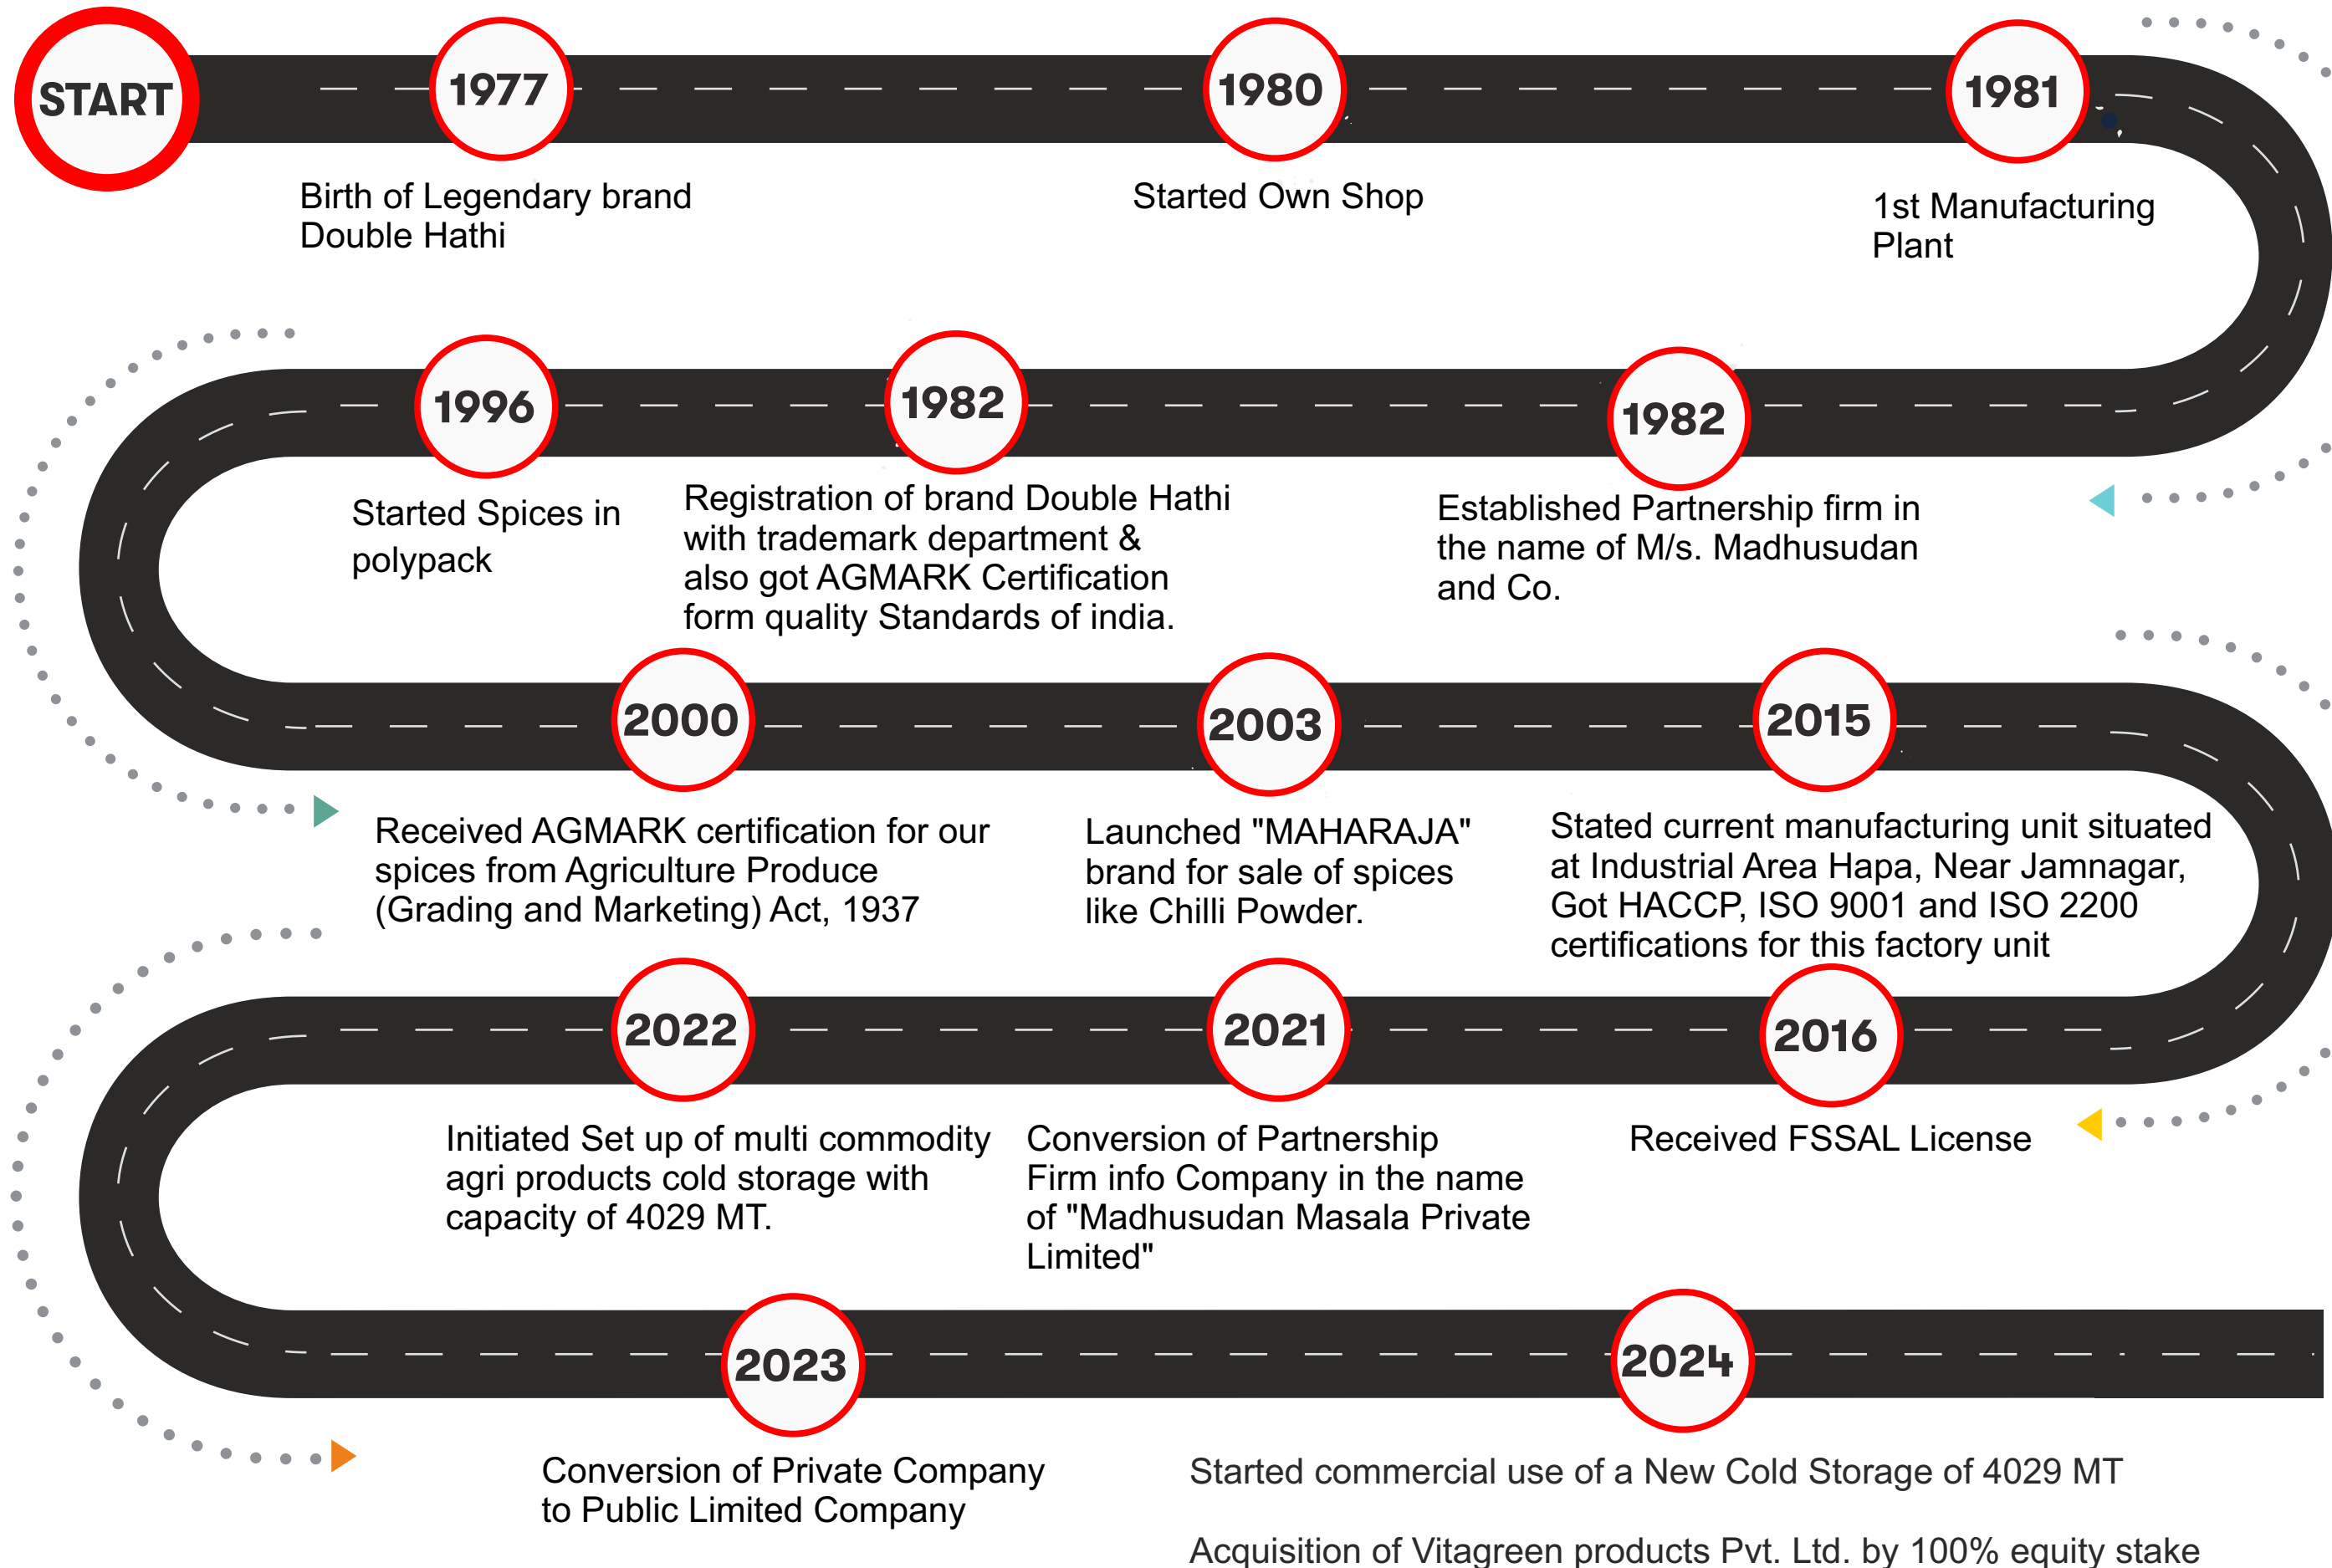 START
1977
Birth of Legendary brand
Double Hathi
1980
Started Own Shop
1981
1st Manufacturing
Plant
1982
Established Partnership firm in
the name of M/s. Madhusudan
and Co.
1982
Registration of brand Double Hathi
with trademark department &
also got AGMARK Certification
form quality Standards of india.
1996
Started Spices in
polypack
2000
Received AGMARK certification for our
spices from Agriculture Produce
(Grading and Marketing) Act, 1937
2003
Launched "MAHARAJA"
brand for sale of spices
like Chilli Powder.
2015
Stated current manufacturing unit situated
at Industrial Area Hapa, Near Jamnagar,
Got HACCP, ISO 9001 and ISO 2200
certifications for this factory unit
2016
Received FSSAL License
2021
Conversion of Partnership
Firm info Company in the name
of "Madhusudan Masala Private
Limited"
2022
Initiated Set up of multi commodity
agri products cold storage with
capacity of 4029 MT.
2023
Conversion of Private Company
to Public Limited Company
2024
Started commercial use of a New Cold Storage of 4029 MT
Acquisition of Vitagreen products Pvt. Ltd. by 100% equity stake